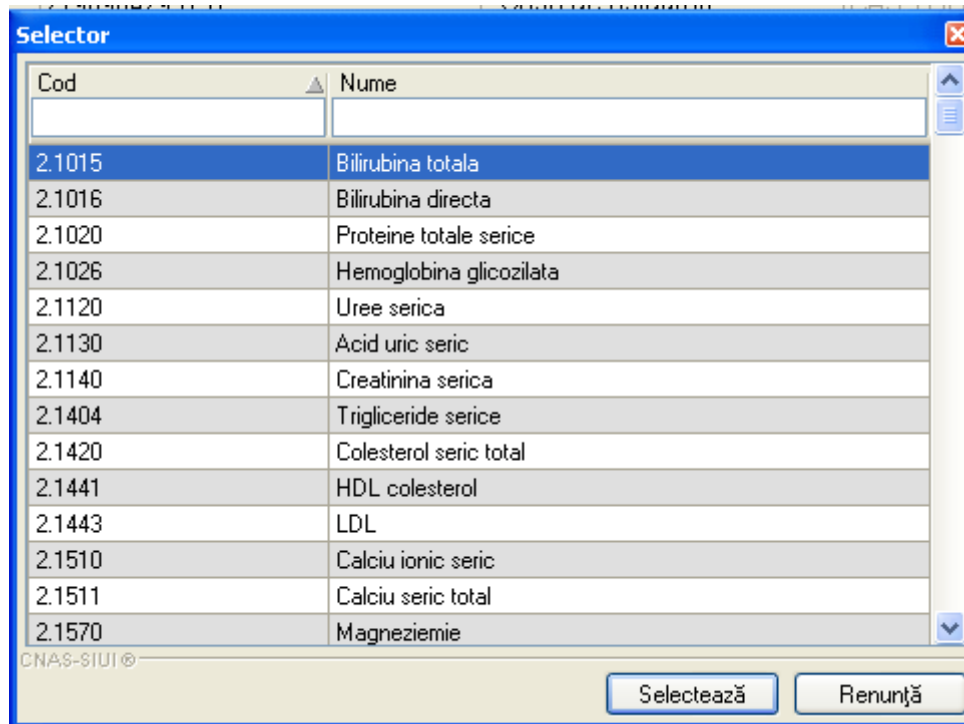 Selector
Cod Nume
2.1015 Bilirubina totala
2.1016 Bilirubina directa
2.1020 Proteine totale serice
2.1026 Hemoglobina glicozilata
2.1120 Uree serica
2.1130 Acid uric seric
2.1140 Creatinina serica
2.1404 Trigliceride serice
2.1420 Colesterol seric total
2.1441 HDL colesterol
2.1443 LDL
2.1510 Calciu ionic seric
2.1511 Calciu seric total
2.1570 Magneziemie
CNAS-SIUI®
Selectează Renunţă